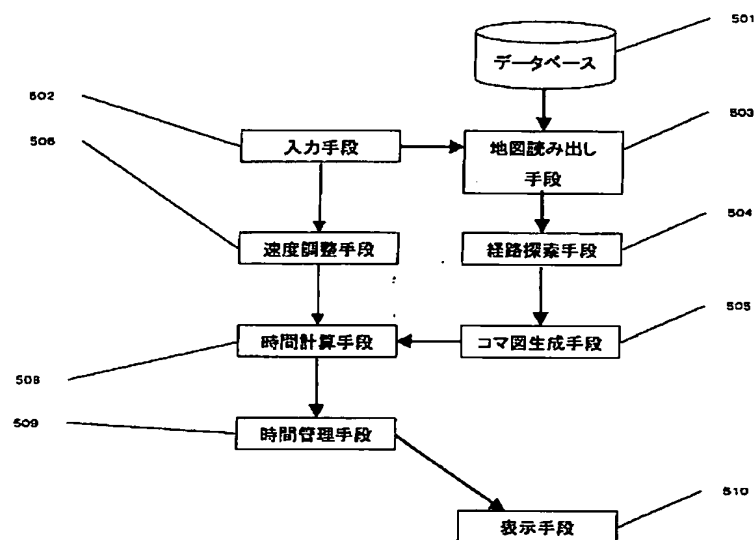 501
データベース
502
503
506
入力手段
地図読み出し
手段
504
速度調整手段
経路探索手段
505
時間計算手段
コマ図生成手段
508
509
時間管理手段
510
表示手段